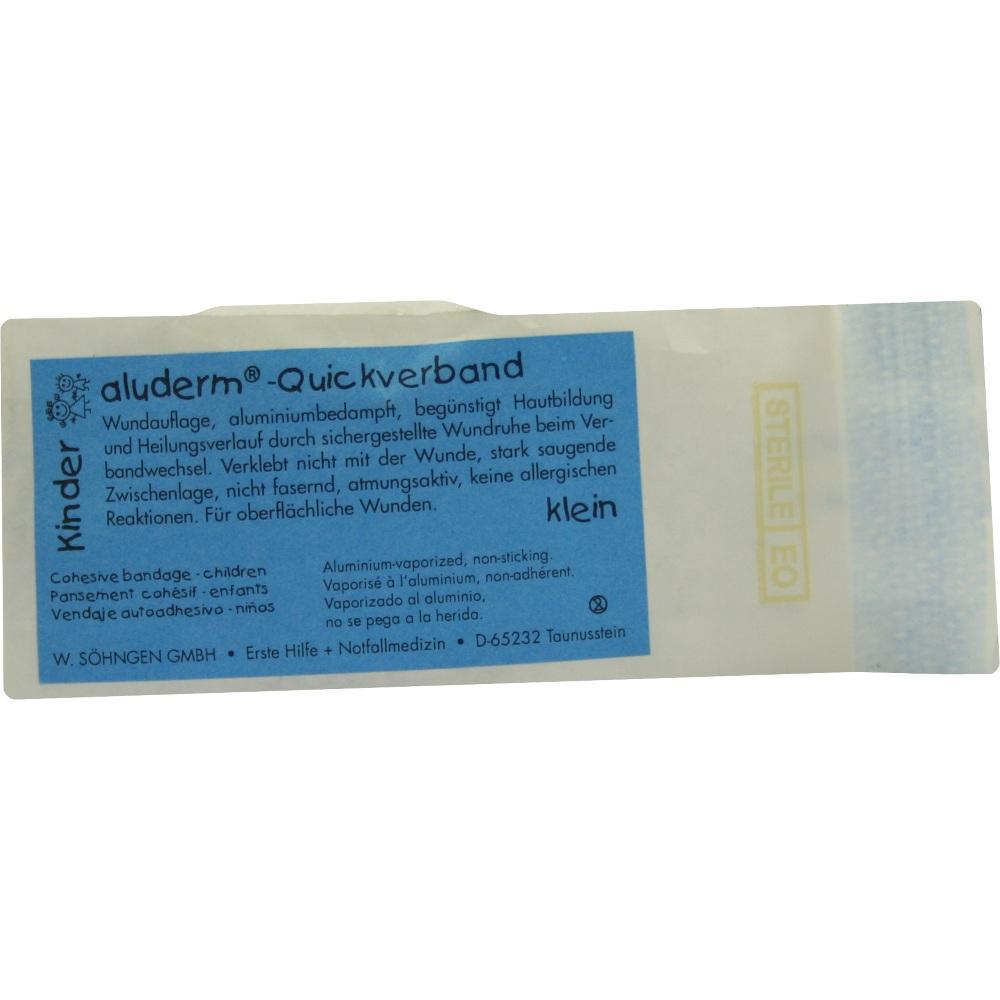 Kinder
aluderm®-Quickverband
Wundauflage, aluminiumbedampft, begünstigt Hautbildung
und Heilungsverlauf durch sichergestellte Wundruhe beim Ver-
bandwechsel. Verklebt nicht mit der Wunde, stark saugende
Zwischenlage, nicht fasernd, atmungsaktiv, keine allergischen
Reaktionen. Für oberflächliche Wunden.
klein
Cohesive bandage - children
Pansement cohésif - enfants
Vendaje autoadhesivo - niños
Aluminium-vaporized, non-sticking.
Vaporisé à l'aluminium, non-adhérent.
Vaporizado al aluminio,
no se pega a la herida.
W. SÖHNGEN GMBH • Erste Hilfe + Notfallmedizin • D-65232 Taunusstein
STERILE EO